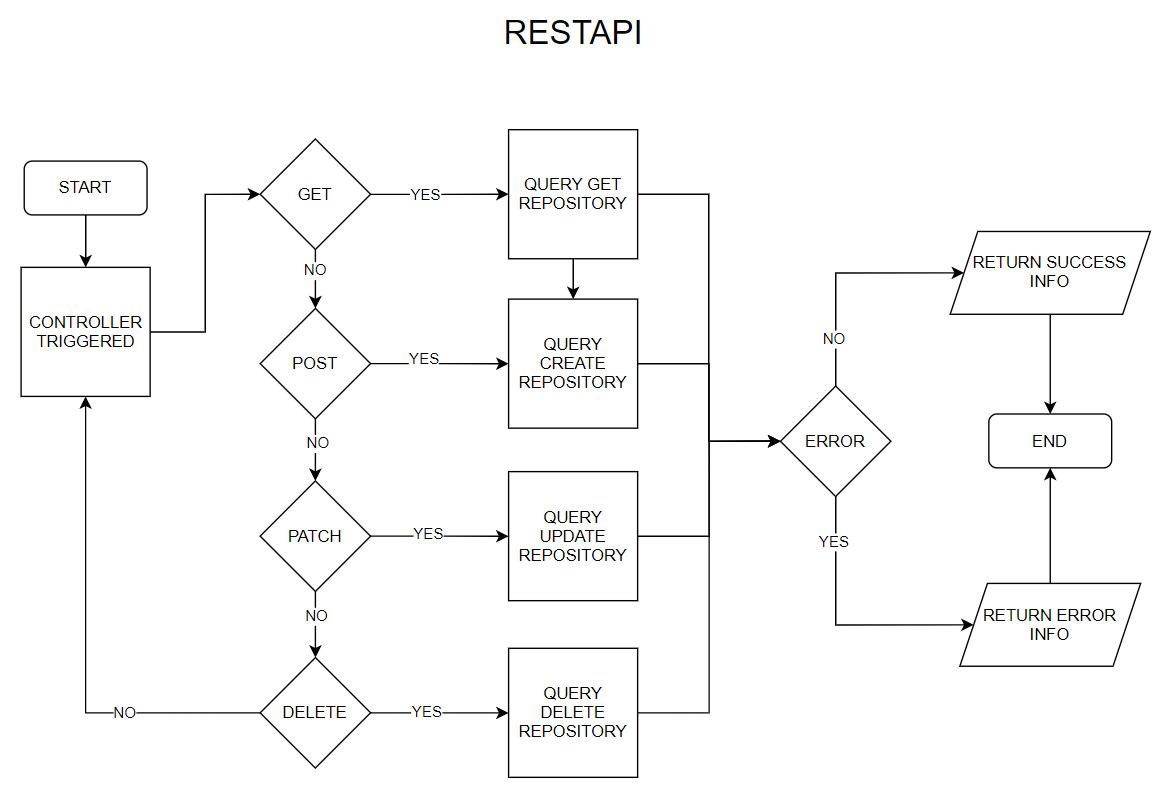 RESTAPI
START
CONTROLLER
TRIGGERED
GET
YES
QUERY GET
REPOSITORY
NO
POST
YES
QUERY
CREATE
REPOSITORY
NO
PATCH
YES
QUERY
UPDATE
REPOSITORY
NO
DELETE
YES
QUERY
DELETE
REPOSITORY
NO
ERROR
NO
RETURN SUCCESS
INFO
YES
RETURN ERROR
INFO
END